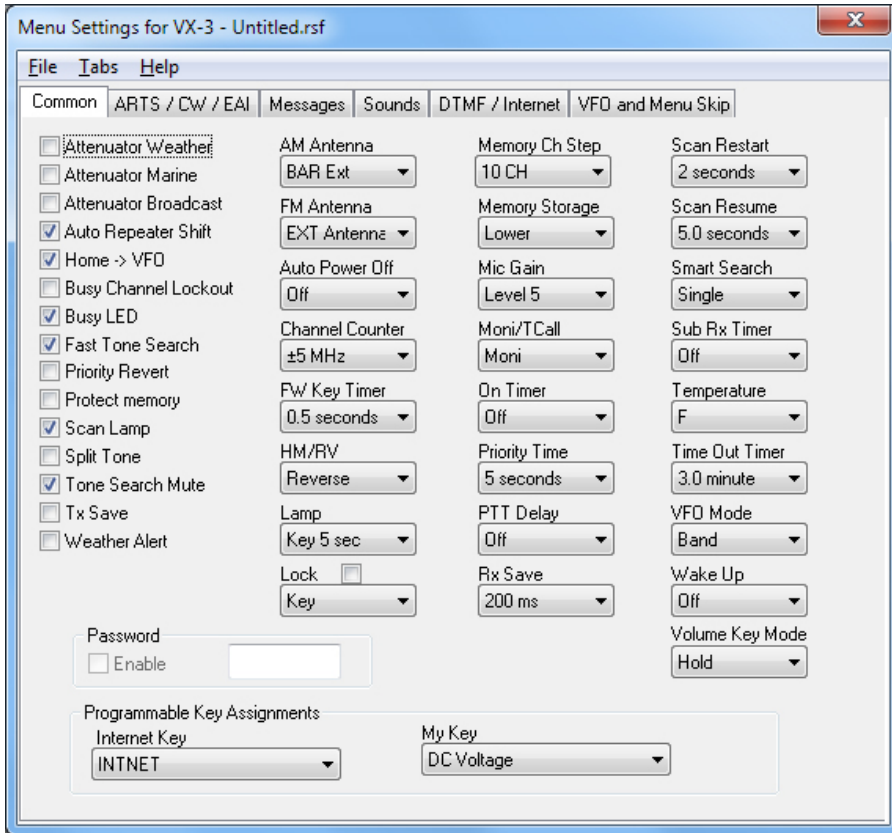 Menu Settings for VX-3 - Untitled.rsf
File Tabs Help
Common ARTS / CW / EAI Messages Sounds DTMF / Internet VFO and Menu Skip
Attenuator Weather
Attenuator Marine
Attenuator Broadcast
Auto Repeater Shift
Home -> VFO
Busy Channel Lockout
Busy LED
Fast Tone Search
Priority Revert
Protect memory
Scan Lamp
Split Tone
Tone Search Mute
Tx Save
Weather Alert
AM Antenna
BAR Ext
FM Antenna
EXT Antenna
Auto Power Off
Off
Channel Counter
±5 MHz
FW Key Timer
0.5 seconds
HM/RV
Reverse
Lamp
Key 5 sec
Lock
Key
Memory Ch Step
10 CH
Memory Storage
Lower
Mic Gain
Level 5
Moni/TCall
Moni
On Timer
Off
Priority Time
5 seconds
PTT Delay
Off
Rx Save
200 ms
Scan Restart
2 seconds
Scan Resume
5.0 seconds
Smart Search
Single
Sub Rx Timer
Off
Temperature
F
Time Out Timer
3.0 minute
VFO Mode
Band
Wake Up
Off
Volume Key Mode
Hold
Password
Enable
Programmable Key Assignments
Internet Key
INTNET
My Key
DC Voltage